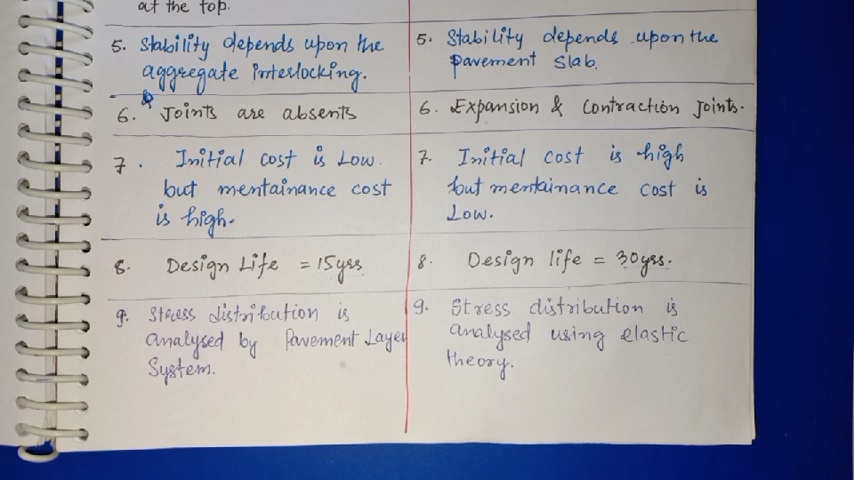 at the top.
5. Stability depends upon the
aggregate interlocking.
6. Joints are absents
7. Initial cost is Low.
but mentainance cost
is high.
8. Design Life = 15yrs
9. Stress distribution is
analysed by Pavement Layer
System.
5. Stability depends upon the
pavement slab.
6. Expansion & Contraction joints.
7. Initial cost is high
but mentainance cost is
Low.
8. Design life = 30yrs.
9. Stress distribution is
analysed using elastic
theory.